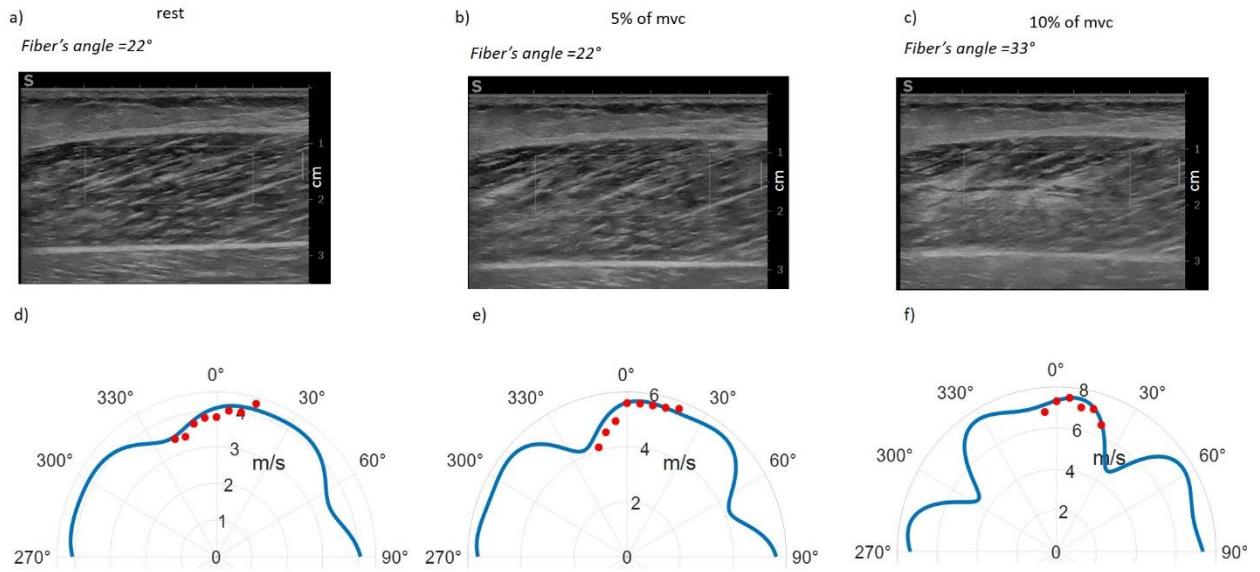 a)
rest
Fiber's angle =22°
S
1
2
3
cm
b)
5% of mvc
Fiber's angle =22°
S
1
2
3
cm
c)
10% of mvc
Fiber's angle =33°
S
1
2
3
cm
d)
0°
330°
30°
300°
60°
270°
90°
4
3
m/s
2
1
0
e)
0°
330°
30°
300°
60°
270°
90°
6
4
m/s
2
0
f)
0°
330°
30°
300°
60°
270°
90°
8
6
4
m/s
2
0